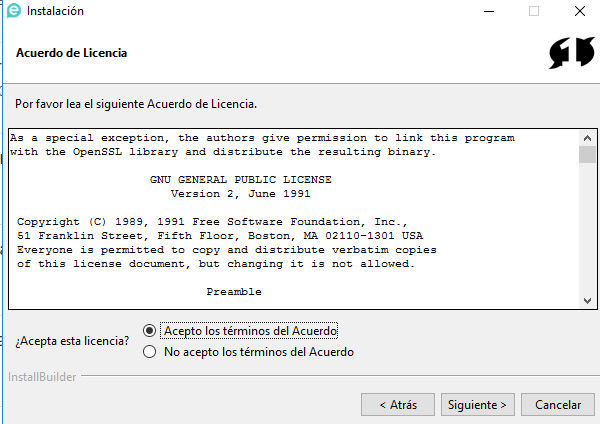 Instalación
Acuerdo de Licencia
Por favor lea el siguiente Acuerdo de Licencia.
As a special exception, the authors give permission to link this program
with the OpenSSL library and distribute the resulting binary.
GNU GENERAL PUBLIC LICENSE
Version 2, June 1991
Copyright (C) 1989, 1991 Free Software Foundation, Inc.,
51 Franklin Street, Fifth Floor, Boston, MA 02110-1301 USA
Everyone is permitted to copy and distribute verbatim copies
of this license document, but changing it is not allowed.
Preamble
¿Acepta esta licencia?
Acepto los términos del Acuerdo
No acepto los términos del Acuerdo
InstallBuilder
< Atrás
Siguiente >
Cancelar